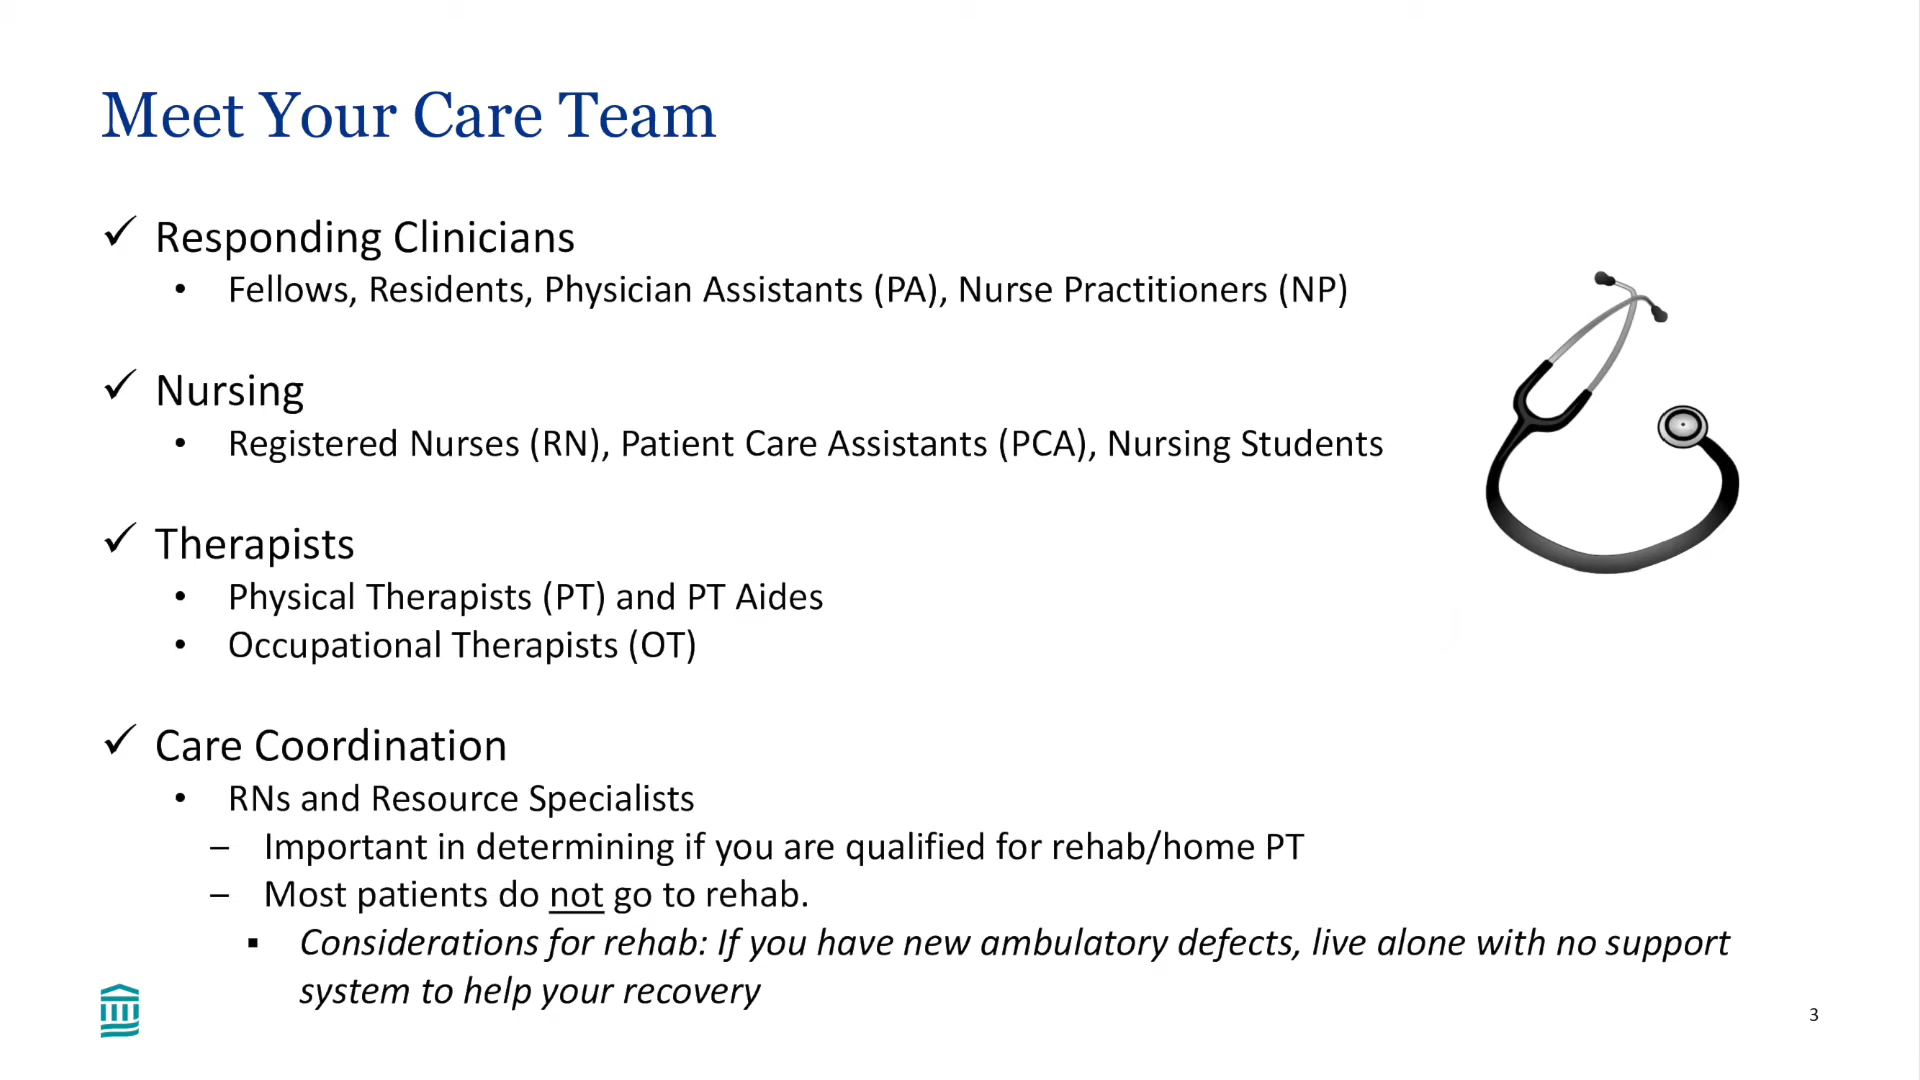 Meet Your Care Team
✓ Responding Clinicians
• Fellows, Residents, Physician Assistants (PA), Nurse Practitioners (NP)
✓ Nursing
• Registered Nurses (RN), Patient Care Assistants (PCA), Nursing Students
✓ Therapists
• Physical Therapists (PT) and PT Aides
• Occupational Therapists (OT)
✓ Care Coordination
• RNs and Resource Specialists
– Important in determining if you are qualified for rehab/home PT
– Most patients do not go to rehab.
▪ Considerations for rehab: If you have new ambulatory defects, live alone with no support
system to help your recovery
3